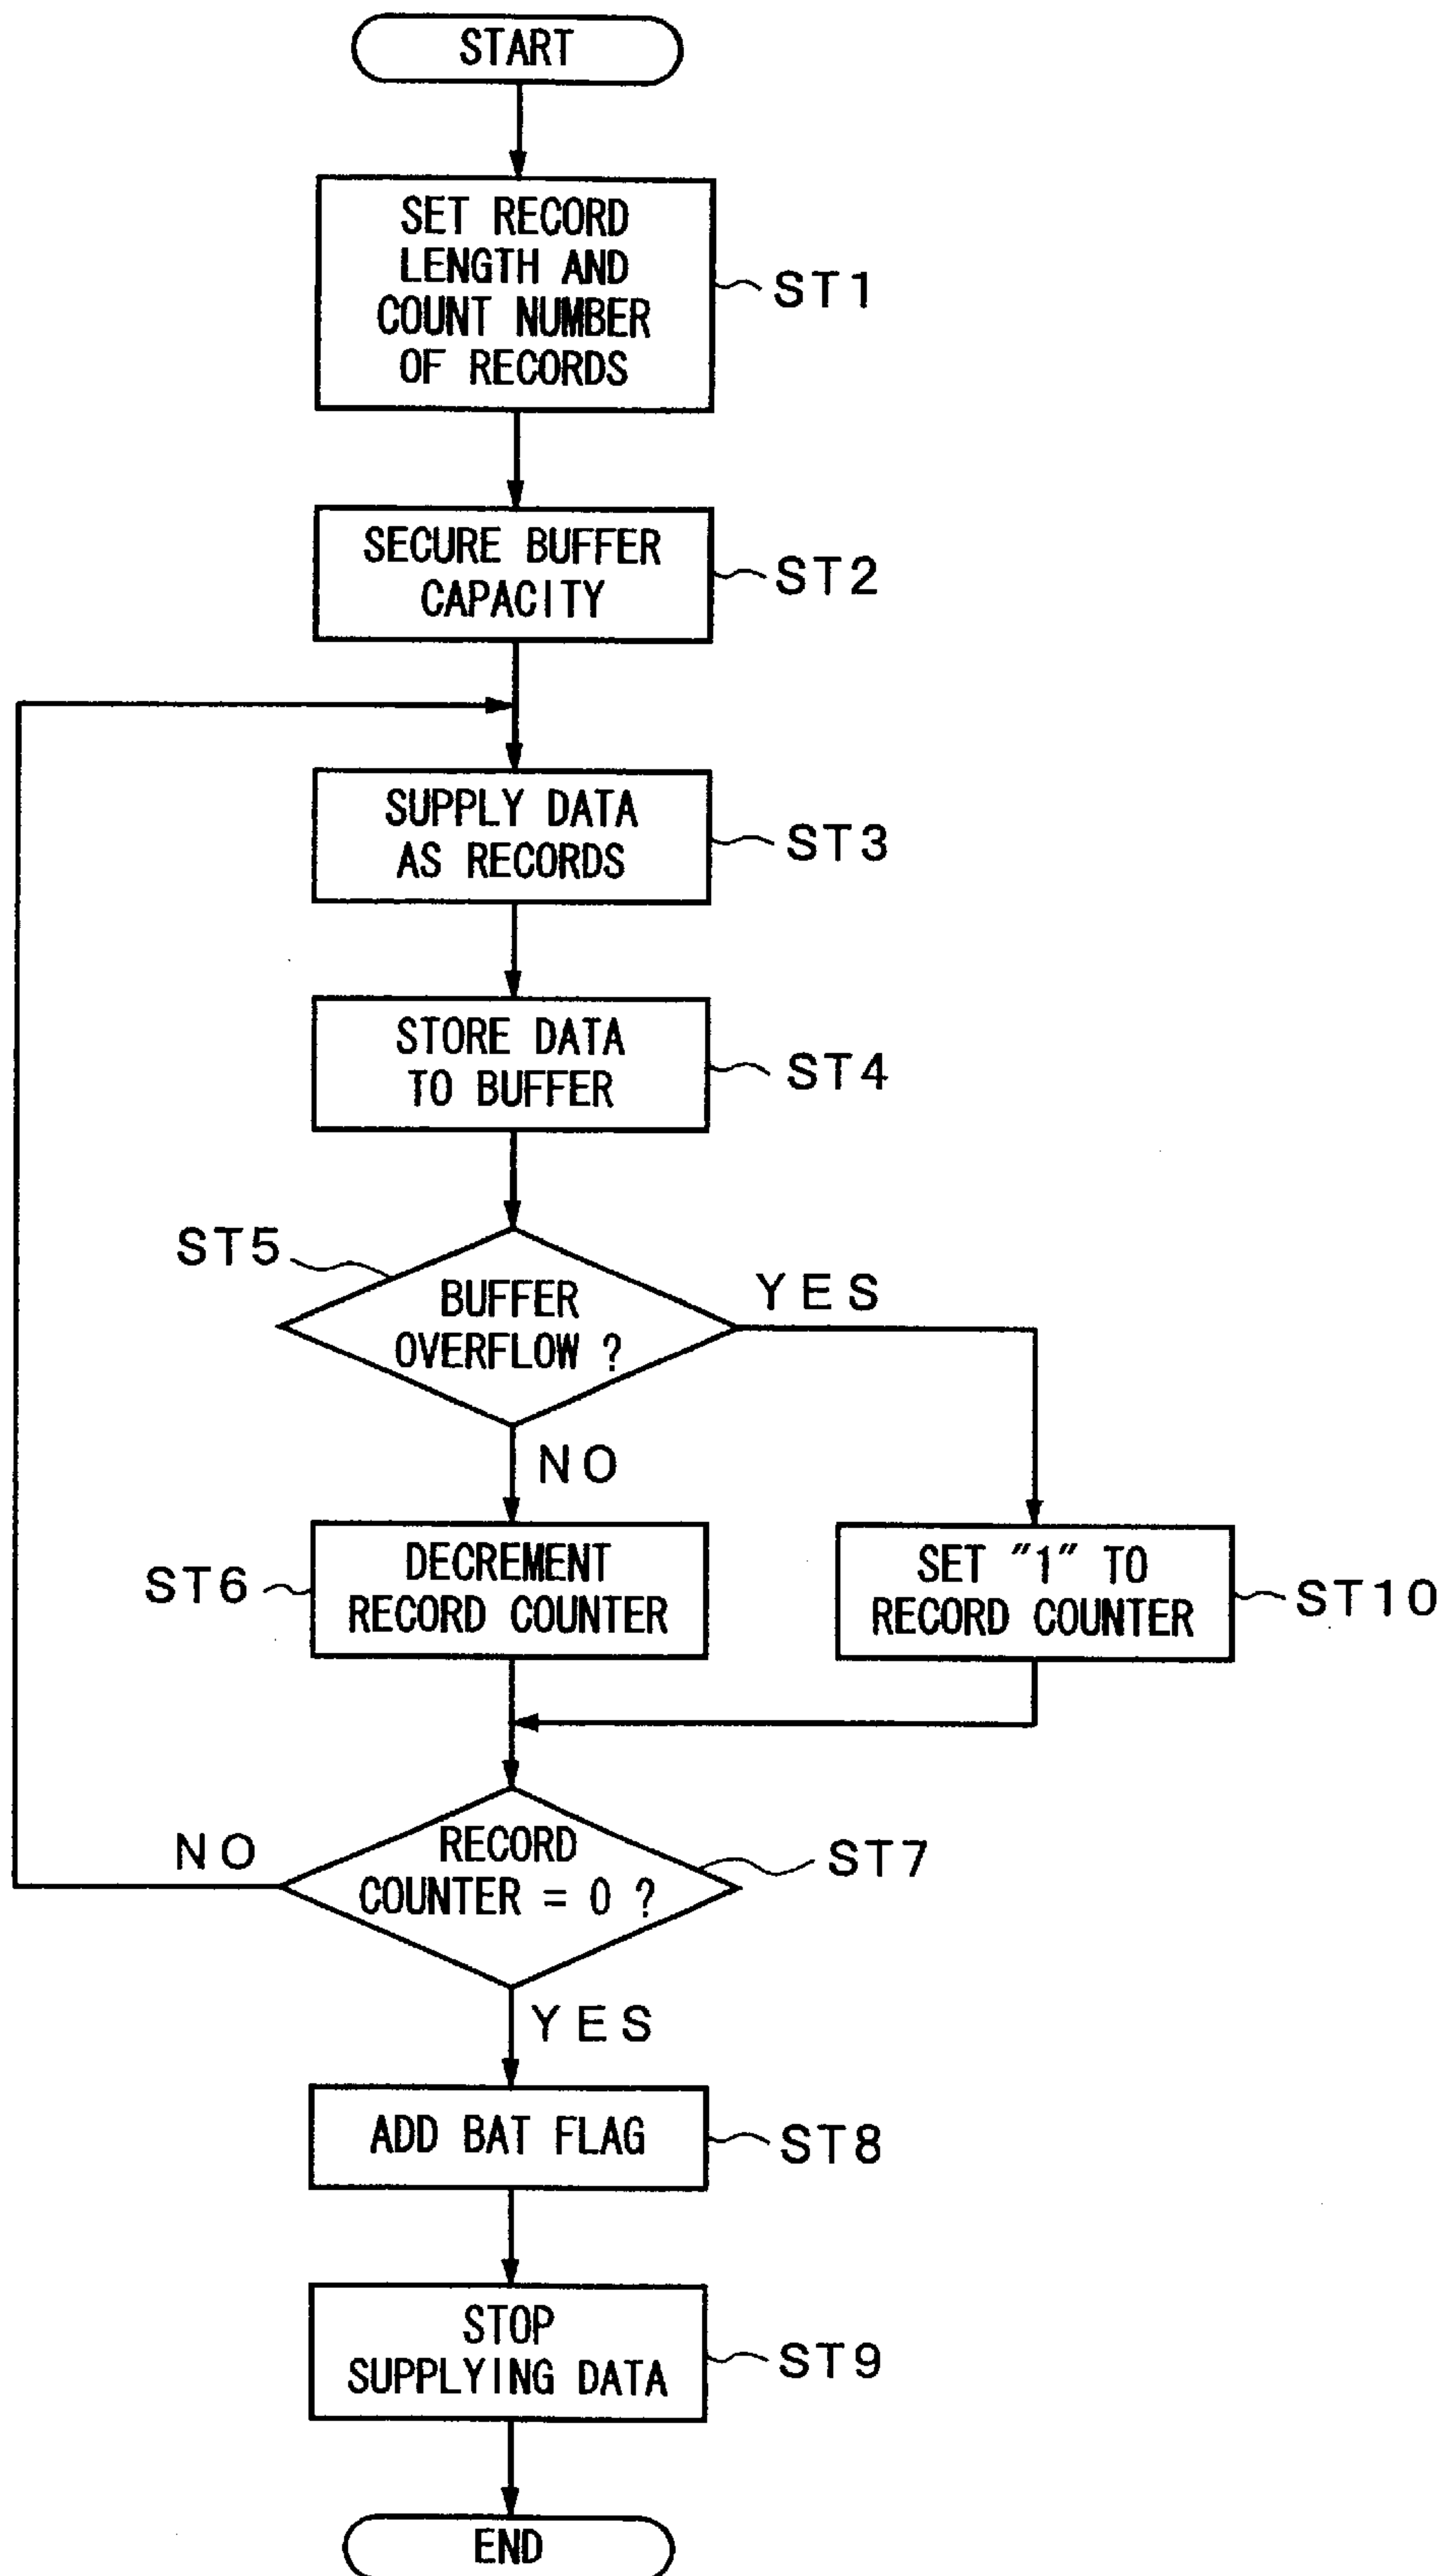 START
SET RECORD
LENGTH AND
COUNT NUMBER
OF RECORDS
ST1
SECURE BUFFER
CAPACITY
ST2
SUPPLY DATA
AS RECORDS
ST3
STORE DATA
TO BUFFER
ST4
ST5
BUFFER
OVERFLOW ?
YES
NO
ST6
DECREMENT
RECORD COUNTER
SET "1" TO
RECORD COUNTER
ST10
NO
RECORD
COUNTER = 0 ?
ST7
YES
ADD BAT FLAG
ST8
STOP
SUPPLYING DATA
ST9
END